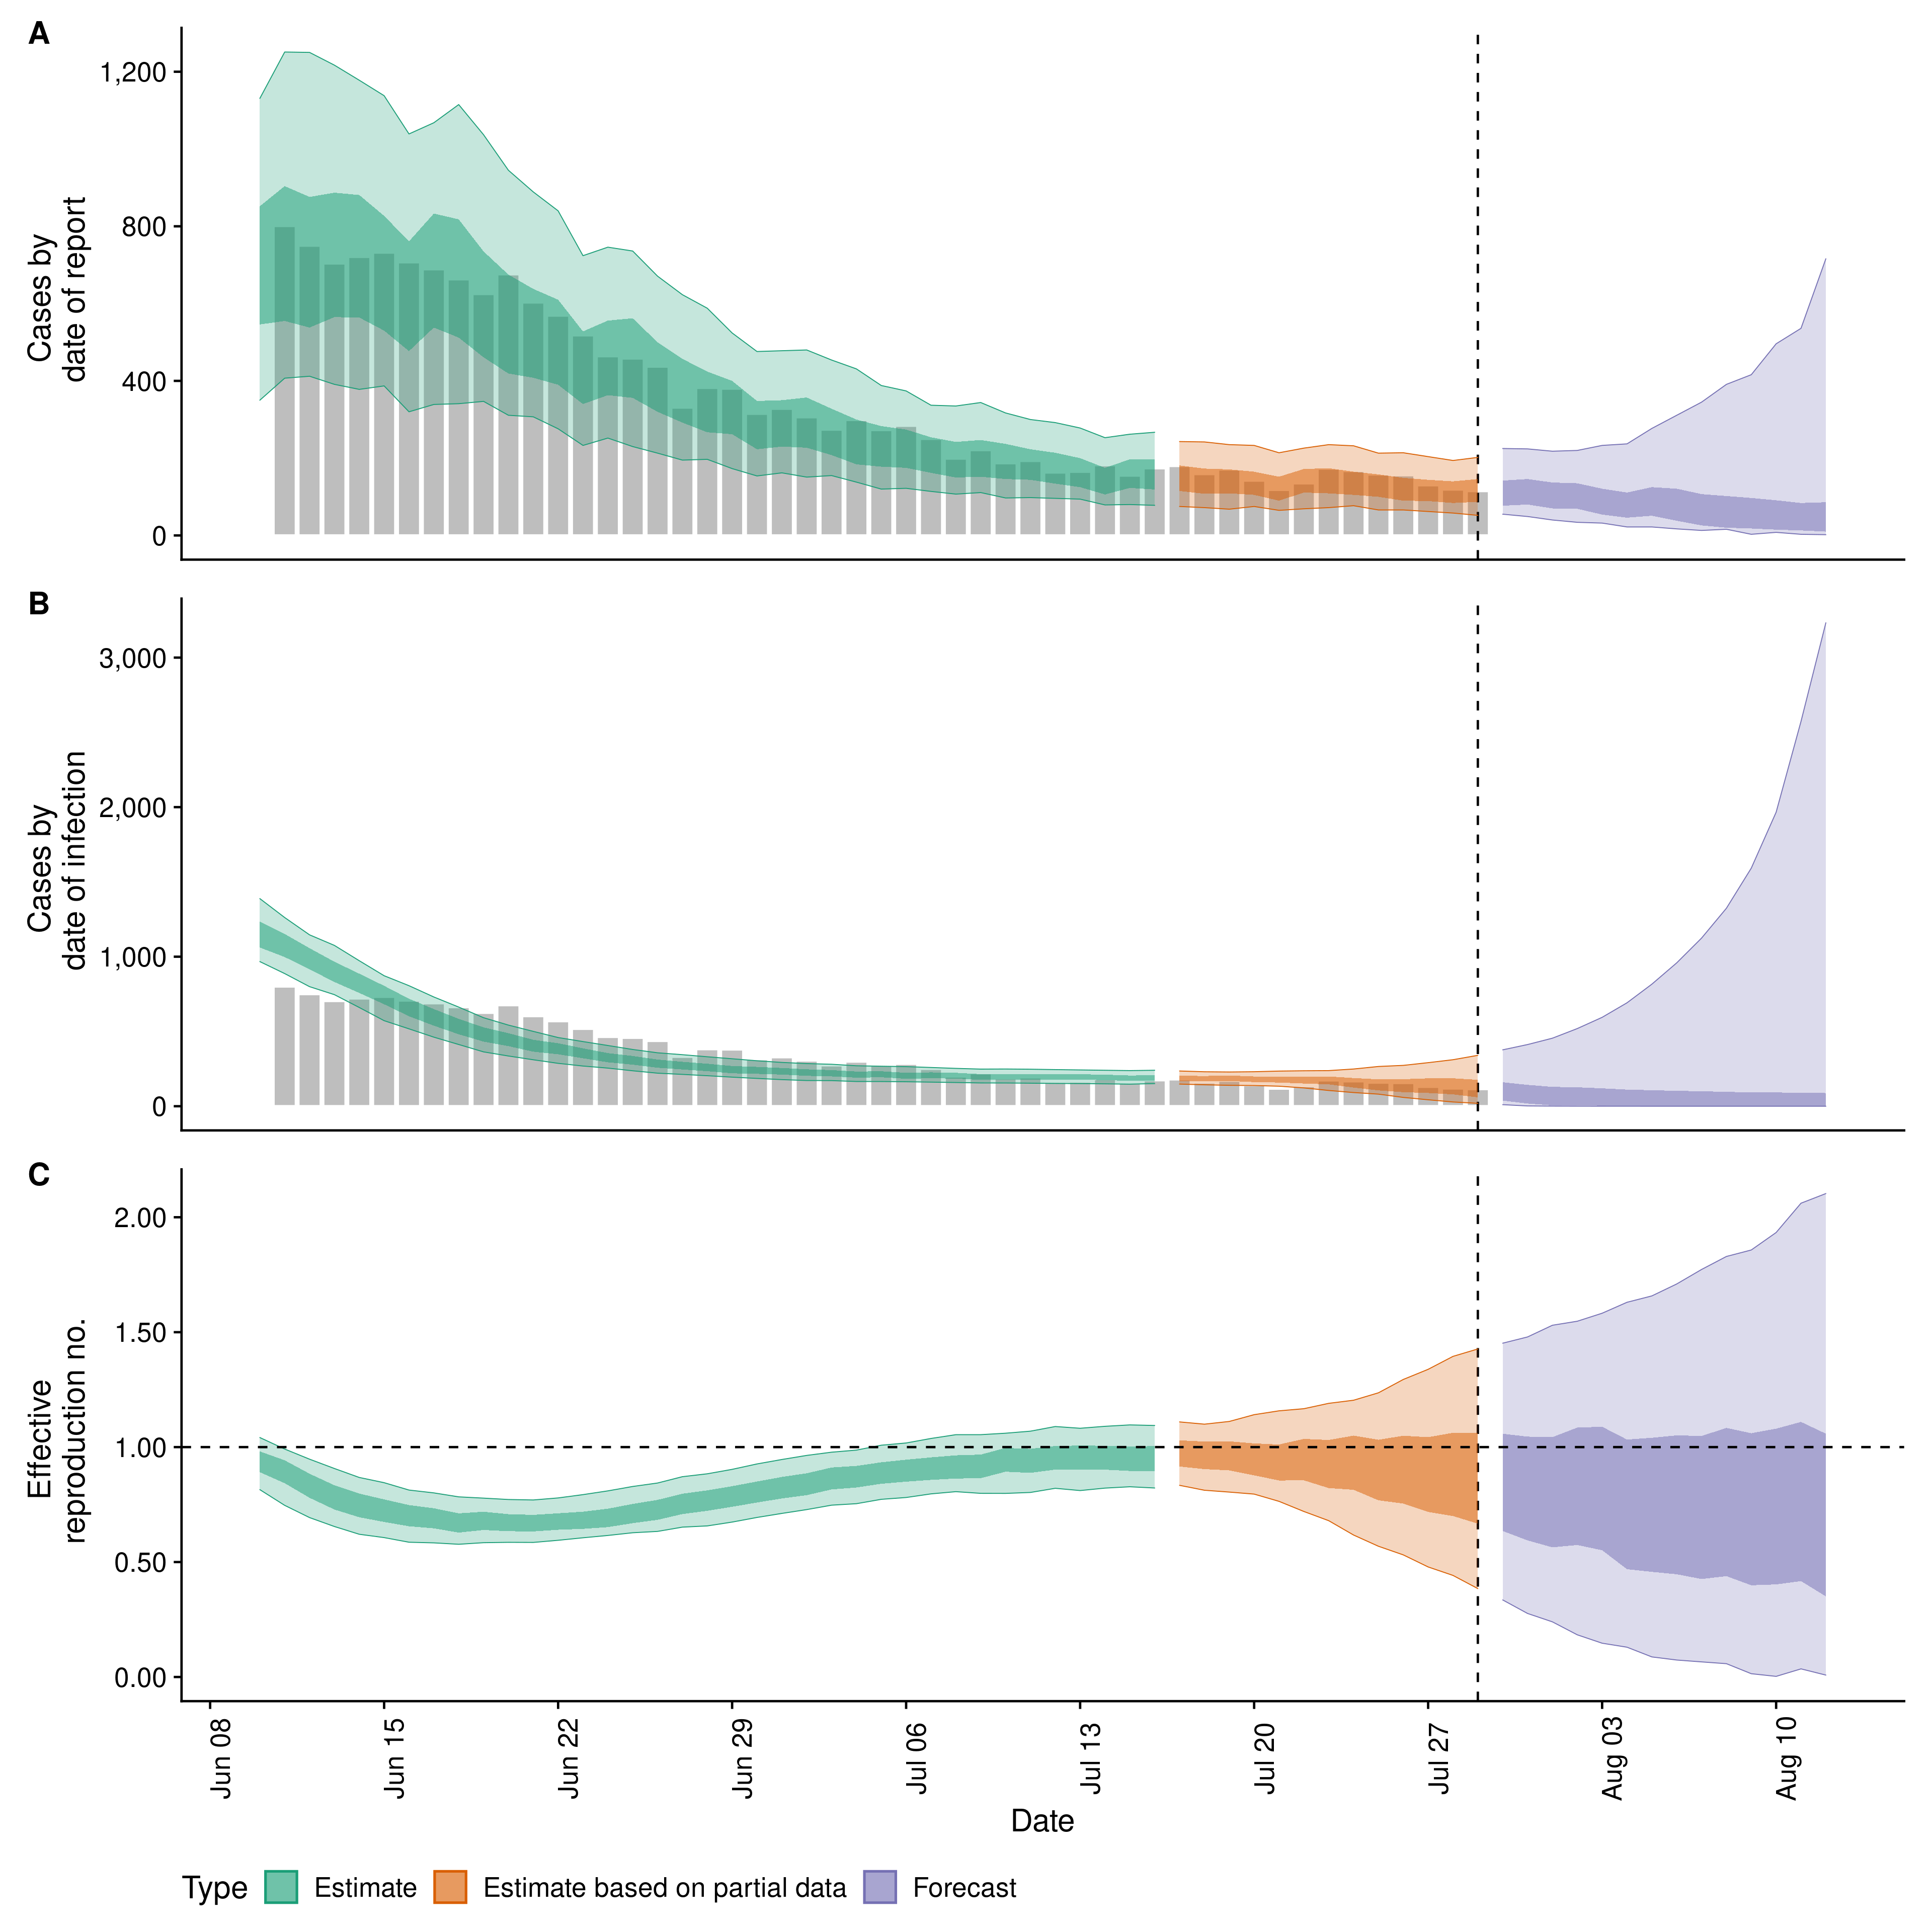 A
1,200
800
400
0
Cases by
date of report
B
3,000
2,000
1,000
0
Cases by
date of infection
C
2.00
1.50
1.00
0.50
0.00
Effective
reproduction no.
Jun 08
Jun 15
Jun 22
Jun 29
Jul 06
Jul 13
Jul 20
Jul 27
Aug 03
Aug 10
Date
Type Estimate Estimate based on partial data Forecast